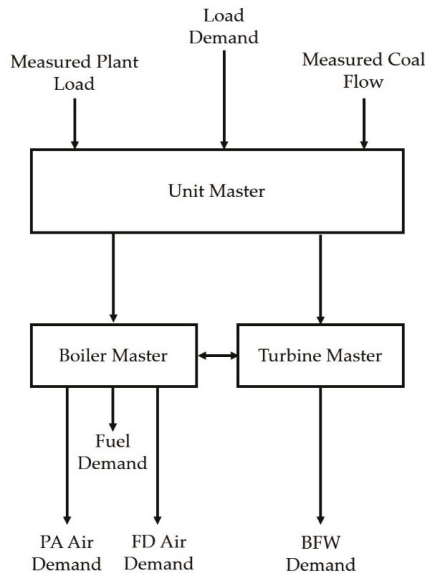 Load
Demand
Measured Plant
Load
Measured Coal
Flow
Unit Master
Boiler Master
Turbine Master
Fuel
Demand
PA Air
Demand
FD Air
Demand
BFW
Demand